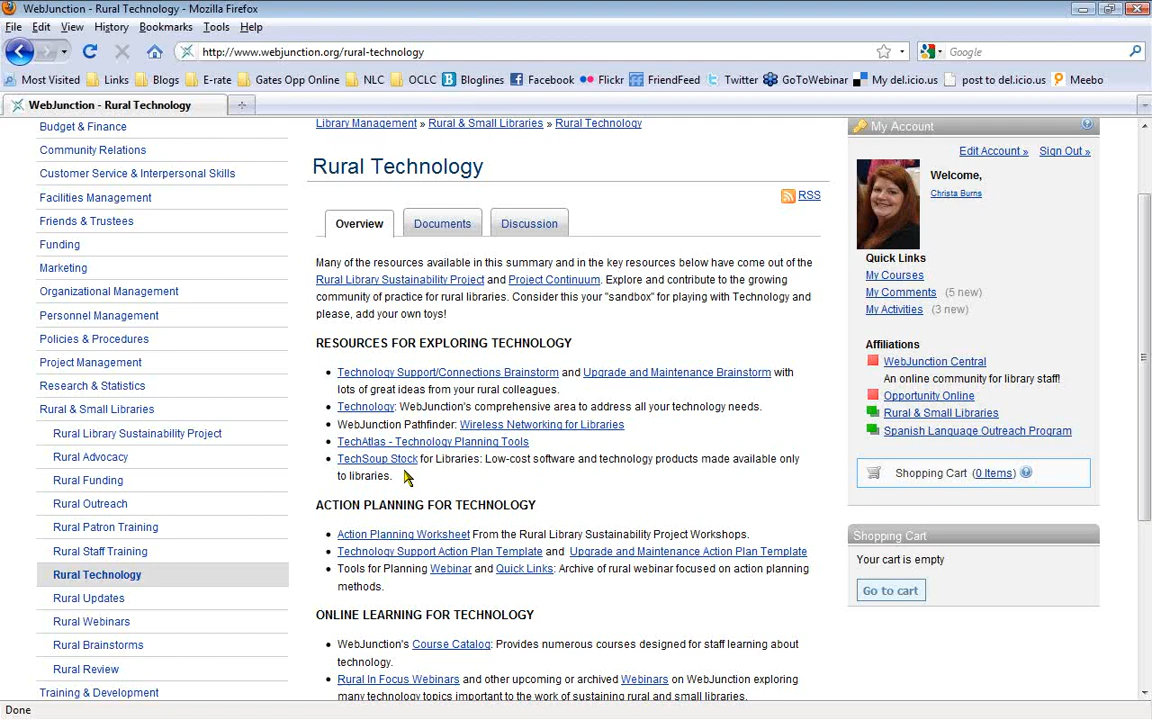 WebJunction - Rural Technology - Mozilla Firefox
File Edit View History Bookmarks Tools Help
http://www.webjunction.org/rural-technology
Google
Most Visited Links Blogs E-rate Gates Opp Online NLC OCLC Bloglines Facebook Flickr FriendFeed Twitter GoToWebinar My del.icio.us post to del.icio.us Meebo
WebJunction - Rural Technology
Budget & Finance
Community Relations
Customer Service & Interpersonal Skills
Facilities Management
Friends & Trustees
Funding
Marketing
Organizational Management
Personnel Management
Policies & Procedures
Project Management
Research & Statistics
Rural & Small Libraries
Rural Library Sustainability Project
Rural Advocacy
Rural Funding
Rural Outreach
Rural Patron Training
Rural Staff Training
Rural Technology
Rural Updates
Rural Webinars
Rural Brainstorms
Rural Review
Training & Development
Library Management » Rural & Small Libraries » Rural Technology
Rural Technology
RSS
Overview Documents Discussion
Many of the resources available in this summary and in the key resources below have come out of the
Rural Library Sustainability Project and Project Continuum. Explore and contribute to the growing
community of practice for rural libraries. Consider this your "sandbox" for playing with Technology and
please, add your own toys!
RESOURCES FOR EXPLORING TECHNOLOGY
Technology Support/Connections Brainstorm and Upgrade and Maintenance Brainstorm with
lots of great ideas from your rural colleagues.
Technology: WebJunction's comprehensive area to address all your technology needs.
WebJunction Pathfinder: Wireless Networking for Libraries
TechAtlas - Technology Planning Tools
TechSoup Stock for Libraries: Low-cost software and technology products made available only
to libraries.
ACTION PLANNING FOR TECHNOLOGY
Action Planning Worksheet From the Rural Library Sustainability Project Workshops.
Technology Support Action Plan Template and Upgrade and Maintenance Action Plan Template
Tools for Planning Webinar and Quick Links: Archive of rural webinar focused on action planning
methods.
ONLINE LEARNING FOR TECHNOLOGY
WebJunction's Course Catalog: Provides numerous courses designed for staff learning about
technology.
Rural In Focus Webinars and other upcoming or archived Webinars on WebJunction exploring
many technology topics important to the work of sustaining rural and small libraries.
My Account
Edit Account » Sign Out »
Welcome,
Christa Burns
Quick Links
My Courses
My Comments (5 new)
My Activities (3 new)
Affiliations
WebJunction Central
An online community for library staff!
Opportunity Online
Rural & Small Libraries
Spanish Language Outreach Program
Shopping Cart (0 Items)
Shopping Cart
Your cart is empty
Go to cart
Done